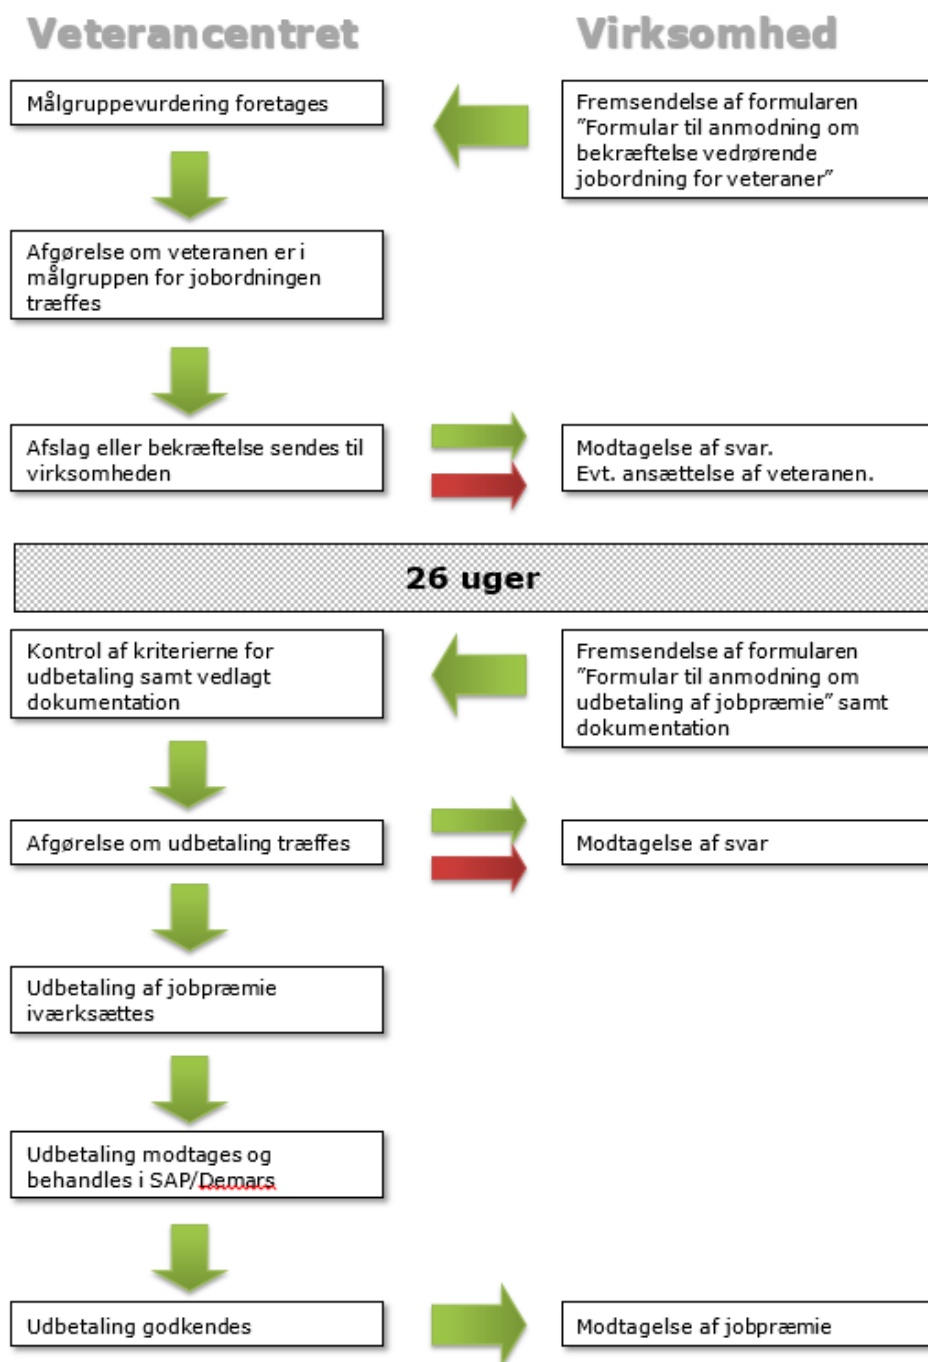 Veterancentret
Virksomhed
Målgruppevurdering foretages
Fremsendelse af formularen
”Formular til anmodning om
bekræftelse vedrørende
jobordning for veteraner”
Afgørelse om veteranen er i
målgruppen for jobordningen
træffes
Afslag eller bekræftelse sendes til
virksomheden
Modtagelse af svar.
Evt. ansættelse af veteranen.
26 uger
Kontrol af kriterierne for
udbetaling samt vedlagt
dokumentation
Fremsendelse af formularen
”Formular til anmodning om
udbetaling af jobpræmie” samt
dokumentation
Afgørelse om udbetaling træffes
Modtagelse af svar
Udbetaling af jobpræmie
iværksættes
Udbetaling modtages og
behandles i SAP/Demars
Udbetaling godkendes
Modtagelse af jobpræmie